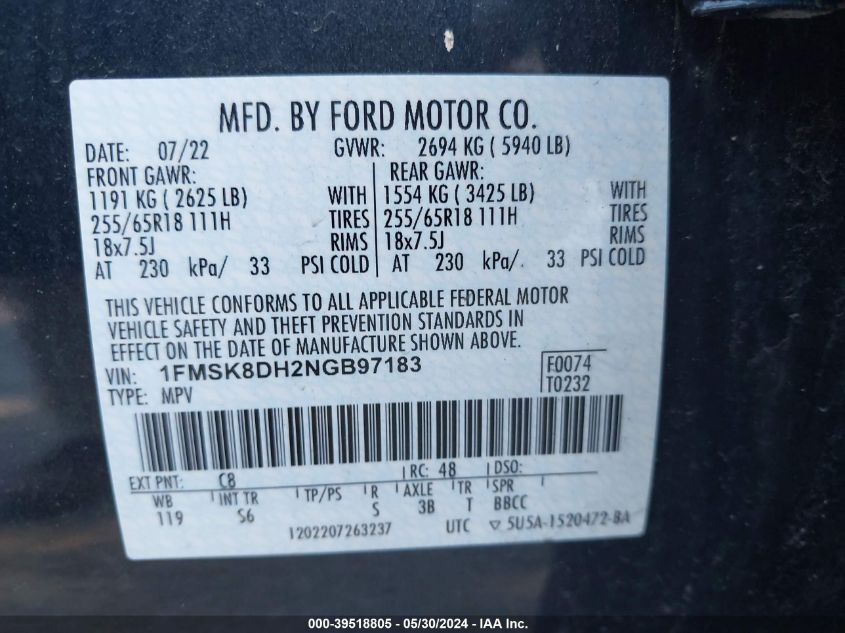 MFD. BY FORD MOTOR CO.
DATE: 07/22 GVWR: 2694 KG ( 5940 LB)
FRONT GAWR: REAR GAWR:
1191 KG ( 2625 LB) WITH 1554 KG ( 3425 LB) WITH
255/65R18 111H TIRES 255/65R18 111H TIRES
18x7.5J RIMS 18x7.5J RIMS
AT 230 kPa/ 33 PSI COLD AT 230 kPa/. 33 PSI COLD
THIS VEHICLE CONFORMS TO ALL APPLICABLE FEDERAL MOTOR
VEHICLE SAFETY AND THEFT PREVENTION STANDARDS IN
EFFECT ON THE DATE OF MANUFACTURE SHOWN ABOVE.
VIN: 1FMSK8DH2NGB97183 F0074
TYPE: MPV T0232
EXT PNT: C8 RC: 48 DSO:
WB INT TR TP/PS R AXLE TR SPR
119 S6 S 3B T BBCC
1202207263237 UTC ▽ 5U5A-1520472-BA
000-39518805 - 05/30/2024 - IAA Inc.